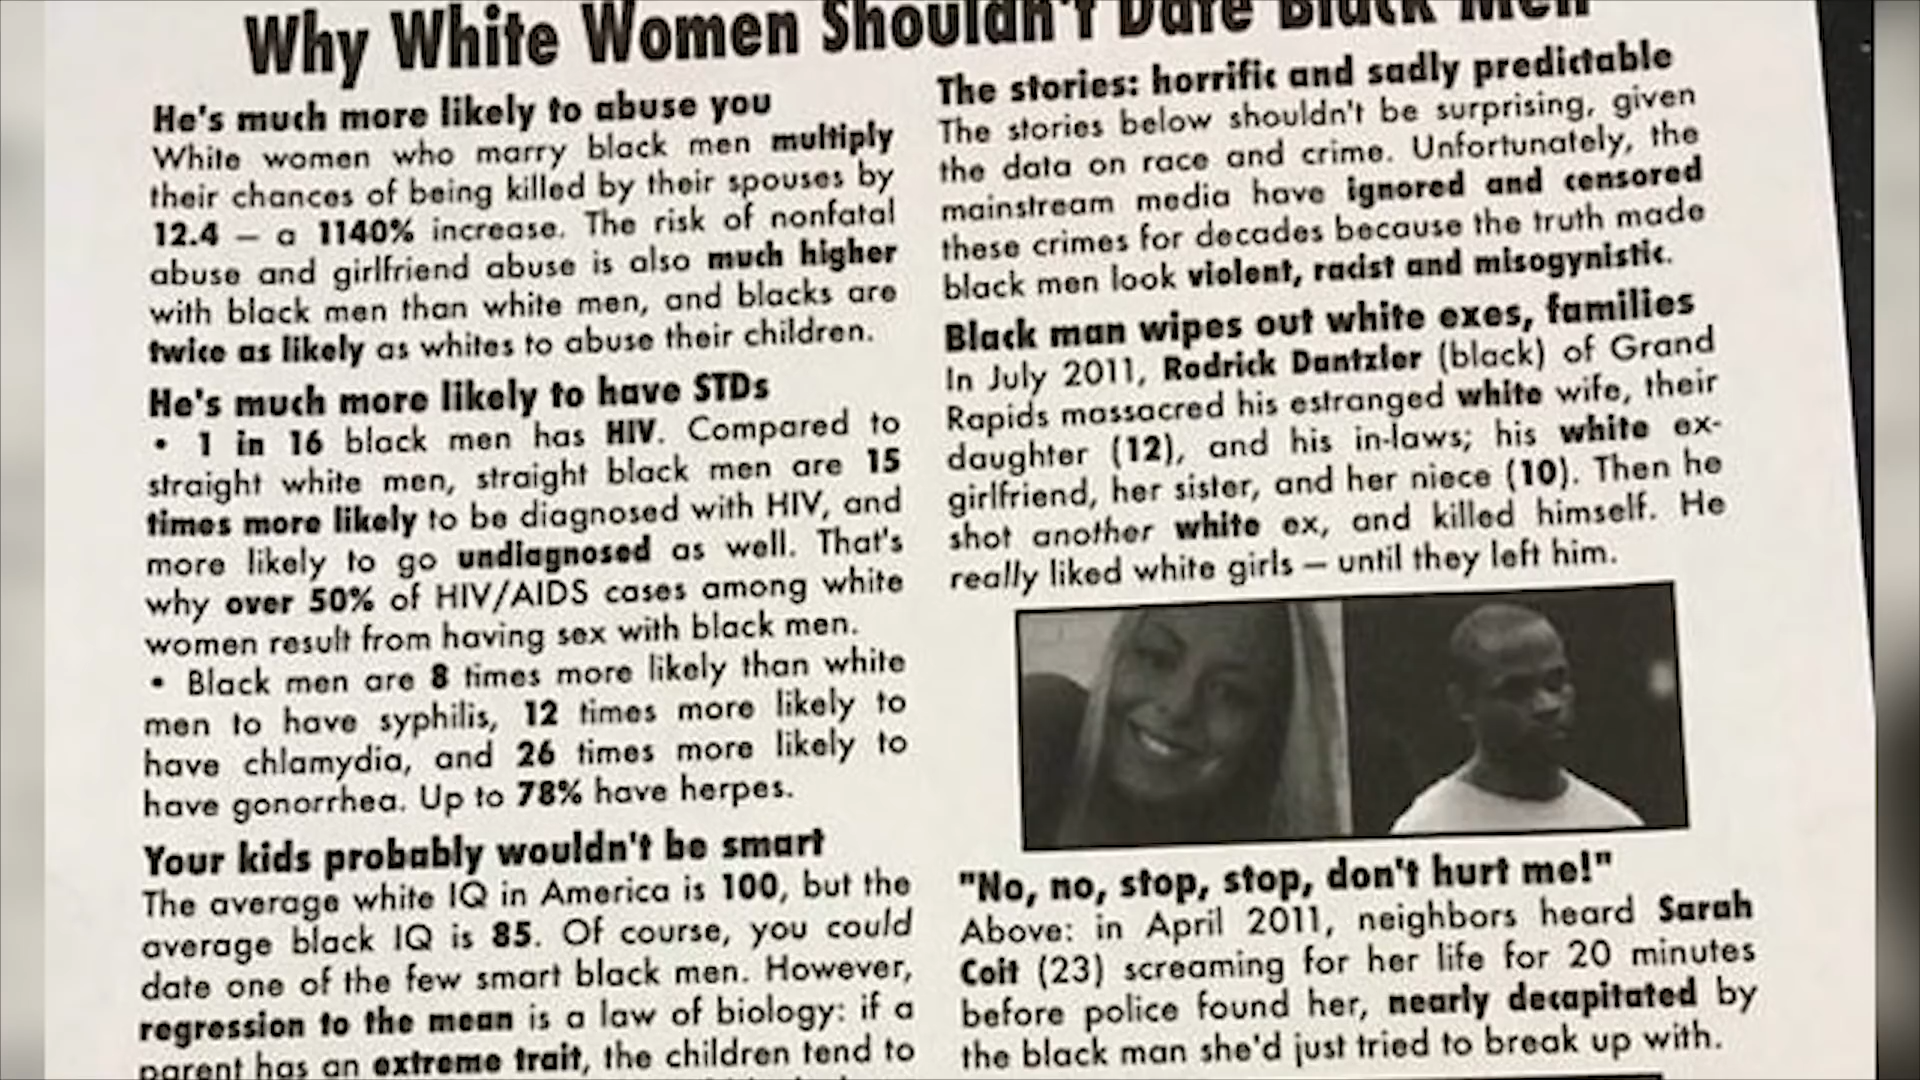 Why White Women Shouldn't Date Black Men
He's much more likely to abuse you
White women who marry black men multiply
their chances of being killed by their spouses by
12.4 – a 1140% increase. The risk of nonfatal
abuse and girlfriend abuse is also much higher
with black men than white men, and blacks are
twice as likely as whites to abuse their children.
He's much more likely to have STDs
• 1 in 16 black men has HIV. Compared to
straight white men, straight black men are 15
times more likely to be diagnosed with HIV, and
more likely to go undiagnosed as well. That's
why over 50% of HIV/AIDS cases among white
women result from having sex with black men.
• Black men are 8 times more likely than white
men to have syphilis, 12 times more likely to
have chlamydia, and 26 times more likely to
have gonorrhea. Up to 78% have herpes.
Your kids probably wouldn't be smart
The average white IQ in America is 100, but the
average black IQ is 85. Of course, you could
date one of the few smart black men. However,
regression to the mean is a law of biology: if a
parent has an extreme trait, the children tend to
The stories: horrific and sadly predictable
The stories below shouldn't be surprising, given
the data on race and crime. Unfortunately, the
mainstream media have ignored and censored
these crimes for decades because the truth made
black men look violent, racist and misogynistic.
Black man wipes out white exes, families
In July 2011, Rodrick Dantzler (black) of Grand
Rapids massacred his estranged white wife, their
daughter (12), and his in-laws; his white ex-
girlfriend, her sister, and her niece (10). Then he
shot another white ex, and killed himself. He
really liked white girls – until they left him.
"No, no, stop, stop, don't hurt me!"
Above: in April 2011, neighbors heard Sarah
Coit (23) screaming for her life for 20 minutes
before police found her, nearly decapitated by
the black man she'd just tried to break up with.